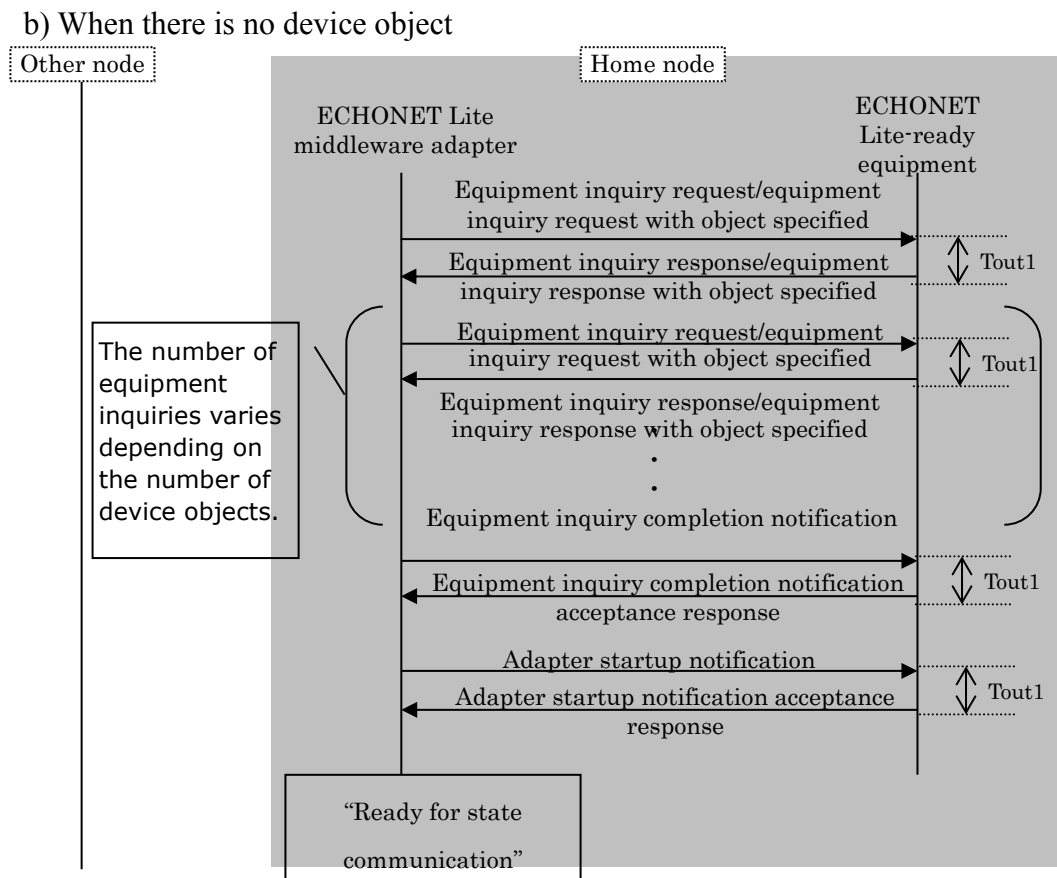 b) When there is no device object
Other node
Home node
ECHONET Lite
middleware adapter
ECHONET
Lite-ready
equipment
Equipment inquiry request/equipment
inquiry request with object specified
Tout1
Equipment inquiry response/equipment
inquiry response with object specified
The number of
equipment
inquiries varies
depending on
the number of
device objects.
Equipment inquiry request/equipment
inquiry request with object specified
Tout1
Equipment inquiry response/equipment
inquiry response with object specified
Equipment inquiry completion notification
Tout1
Equipment inquiry completion notification
acceptance response
Adapter startup notification
Tout1
Adapter startup notification acceptance
response
“Ready for state
communication”